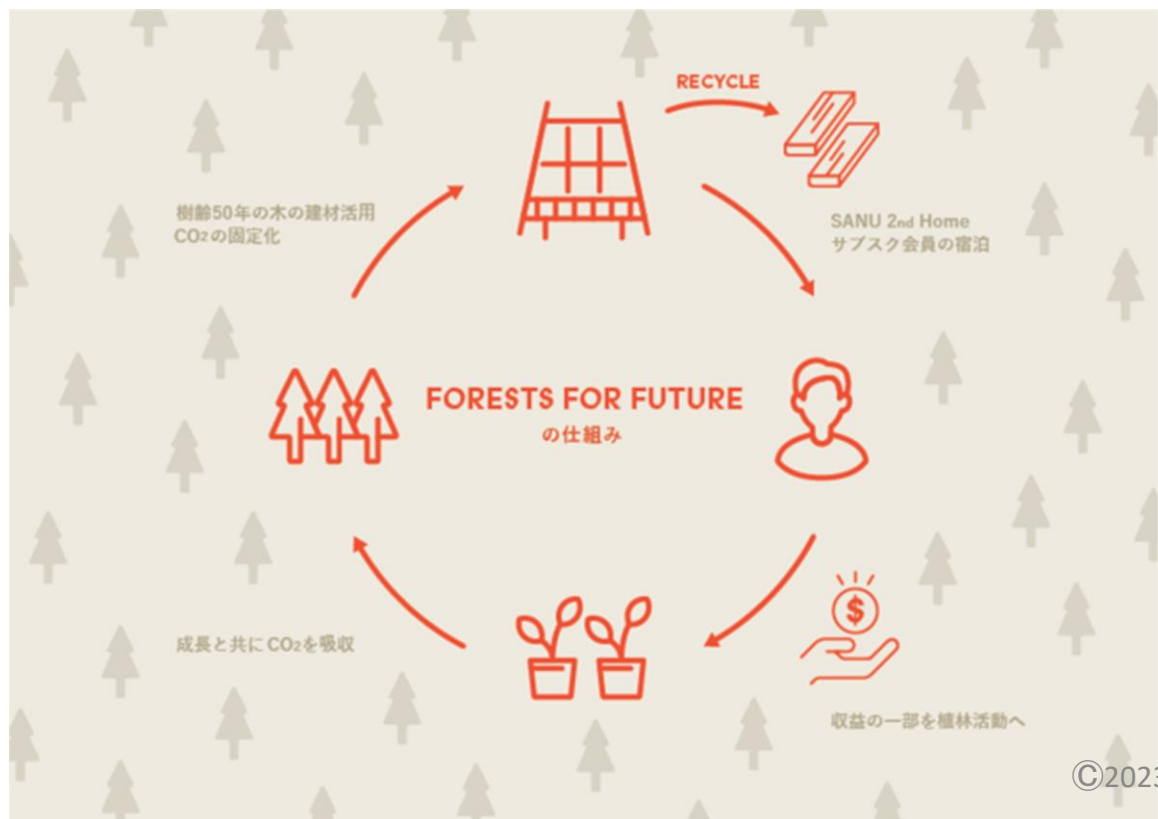 RECYCLE
樹齢50年の木の建材活用
CO2の固定化
SANU 2nd Home
サブスク会員の宿泊
FORESTS FOR FUTURE
の仕組み
$
成長と共にCO2を吸収
収益の一部を植林活動へ
Ⓒ2023